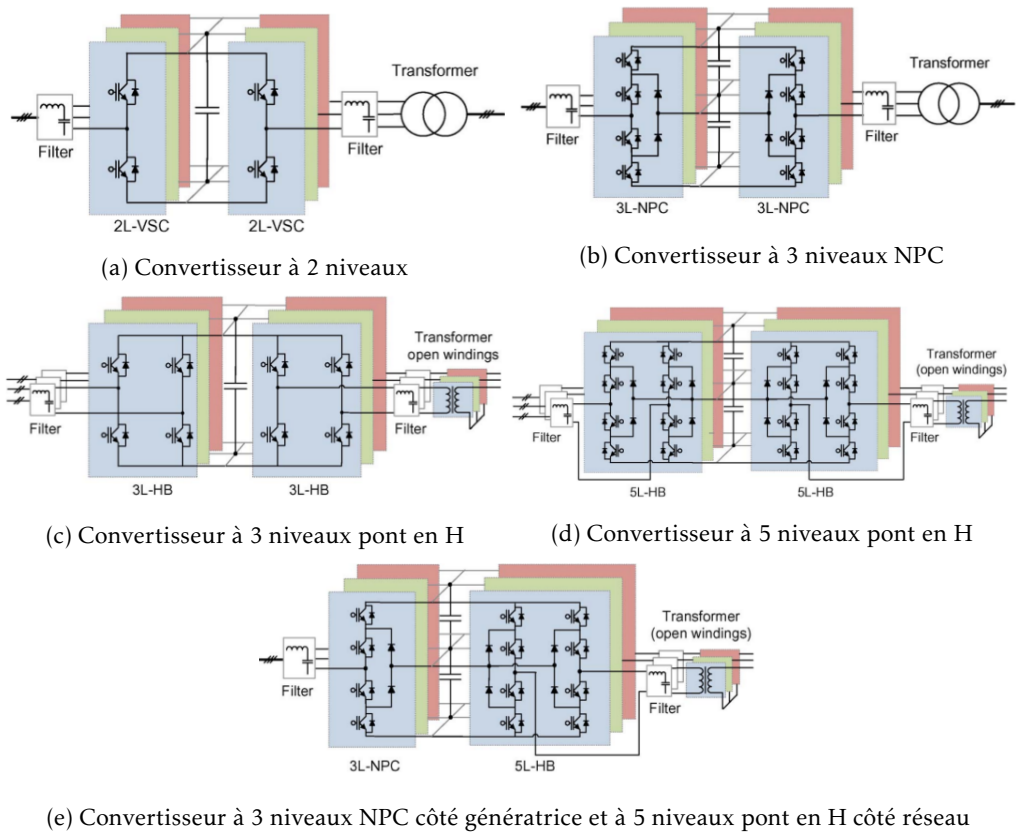 Transformer
Filter
Filter
2L-VSC
2L-VSC
(a) Convertisseur à 2 niveaux
Transformer
Filter
Filter
3L-NPC
3L-NPC
(b) Convertisseur à 3 niveaux NPC
Transformer
open windings)
Filter
Filter
3L-HB
3L-HB
(c) Convertisseur à 3 niveaux pont en H
Transformer
(open windings)
Filter
Filter
5L-HB
5L-HB
(d) Convertisseur à 5 niveaux pont en H
Transformer
(open windings)
Filter
Filter
3L-NPC
5L-HB
(e) Convertisseur à 3 niveaux NPC côté génératrice et à 5 niveaux pont en H côté réseau